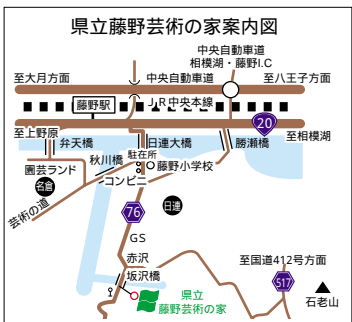 県立藤野芸術の家案内図
中央自動車道
相模湖・藤野I.C
至大月方面
中央自動車道
至八王子方面
藤野駅
JR中央本線
20
至上野原
至相模湖
弁天橋
日連大橋
勝瀬橋
秋川橋
駐在所
園芸ランド
藤野小学校
コンビニ
名倉
芸術の道
日連
76
GS
赤沢
至国道412号方面
坂沢橋
517
県立
藤野芸術の家
石老山